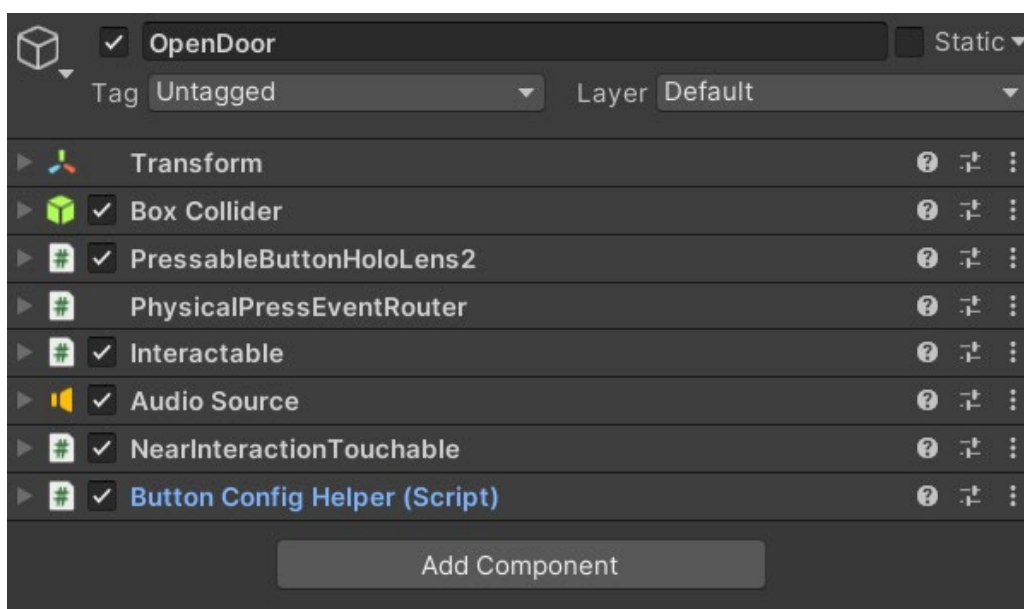 OpenDoor Static
Tag Untagged Layer Default
Transform
Box Collider
PressableButtonHoloLens2
PhysicalPressEventRouter
Interactable
Audio Source
NearInteractionTouchable
Button Config Helper (Script)
Add Component